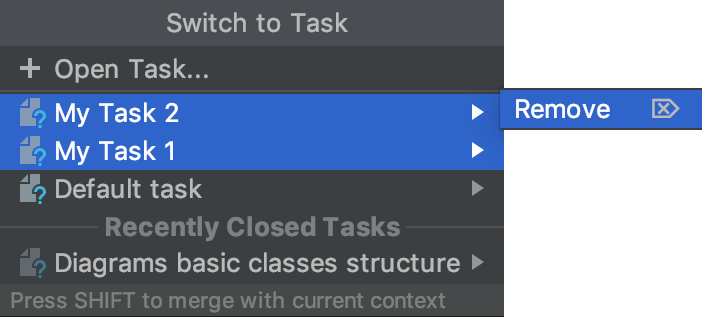 Switch to Task
Open Task...
My Task 2
Remove
My Task 1
Default task
Recently Closed Tasks
Diagrams basic classes structure
Press SHIFT to merge with current context